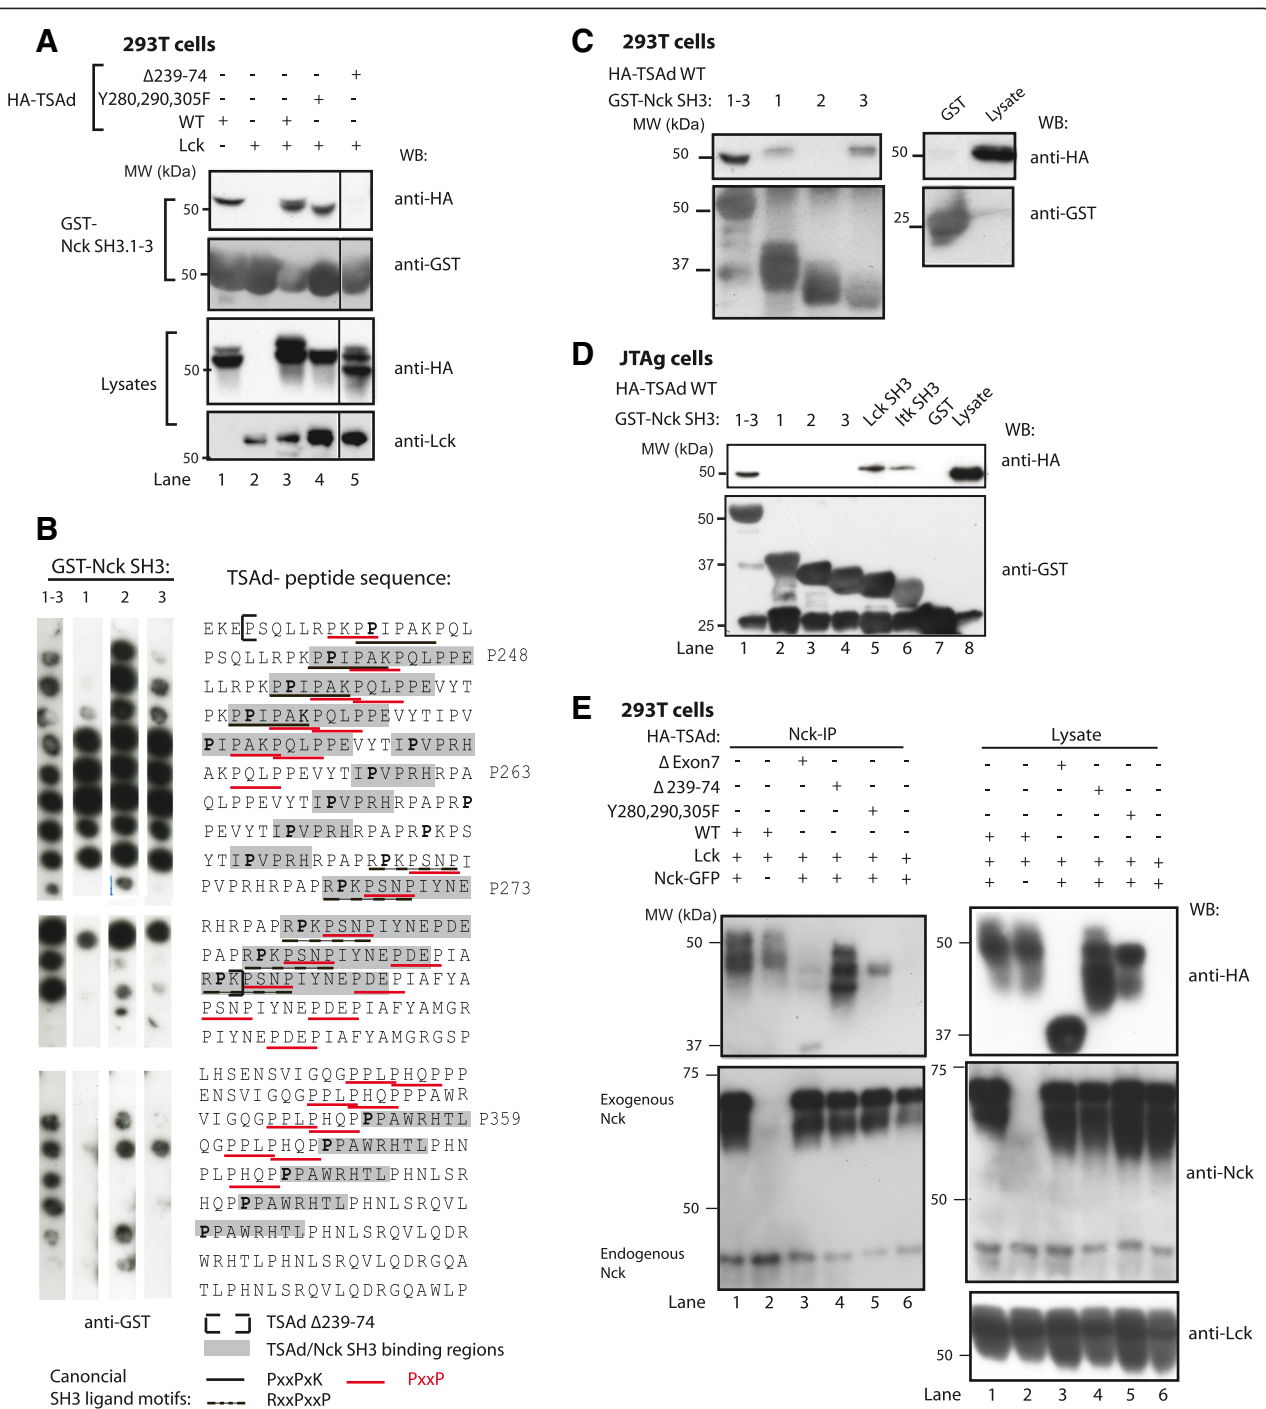 A
293T cells
Δ239-74 - - - - +
HA-TSAd
Y280,290,305F - - - + -
WT + - + - -
Lck - + + + +
WB:
MW (kDa)
GST-
Nck SH3.1-3
50
anti-HA
50
anti-GST
Lysates
50
anti-HA
50
anti-Lck
Lane 1 2 3 4 5
B
GST-Nck SH3:
1-3 1 2 3
TSAd- peptide sequence:
EKEPSQLLRPKPPIPAKPQL
PSQLLRPKPPIPAKPQLPPE P248
LLRPKPPIPAKPQLPPEVYT
PKPPIPAKPQLPPEVYTIPV
PIPAKPQLPPEVYTIPVPRH
AKPQLPPEVYTIPVPRHRPA P263
QLPPEVYTIPVPRHRPAPRP
PEVYTIPVPRHRPAPRPKPS
YTIPVPRHRPAPRPKPSNPI
PVPRHRPAPRPKPSNPIYNE P273
RHRPAPRPKPSNPIYNEPDE
PAPRPKPSNPIYNEPDEPIA
RPKPSNPIYNEPDEPIAFYA
PSNPIYNEPDEPIAFYAMGR
PIYNEPDEPIAFYAMGRGSP
LHSENSVIGQGPPLPHQPPP
ENSVIGQGPPLPHQPPPAWR
VIGQGPPLPHQPPPAWRHTL P359
QGPPLPHQPPPAWRHTLPHN
PLPHQPPPAWRHTLPHNLSR
HQPPPAWRHTLPHNLSRQVL
PPAWRHTLPHNLSRQVLQDR
WRHTLPHNLSRQVLQDRGQA
TLPHNLSRQVLQDRGQAWLP
anti-GST
TSAd Δ239-74
TSAd/Nck SH3 binding regions
Canoncial
SH3 ligand motifs:
PxxPxK
PxxP
RxxPxxP
C
293T cells
HA-TSAd WT
GST-Nck SH3: 1-3 1 2 3
GST
Lysate
MW (kDa)
WB:
50
50
anti-HA
50
37
25
anti-GST
D
JTAg cells
HA-TSAd WT
GST-Nck SH3: 1-3 1 2 3 Lck SH3 Itk SH3 GST Lysate
WB:
MW (kDa)
50
anti-HA
50
37
25
anti-GST
Lane 1 2 3 4 5 6 7 8
E
293T cells
HA-TSAd:
Nck-IP
Lysate
Δ Exon7 - - + - - - - - + - - -
Δ 239-74 - - - + - - - - - + - -
Y280,290,305F - - - - + - - - - - + -
WT + + - - - - + + - - - -
Lck + + + + + + + + + + + +
Nck-GFP + - + + + + + - + + + +
MW (kDa)
WB:
50
37
50
37
anti-HA
75
Exogenous
Nck
50
Endogenous
Nck
75
50
anti-Nck
Lane 1 2 3 4 5 6
50
anti-Lck
Lane 1 2 3 4 5 6